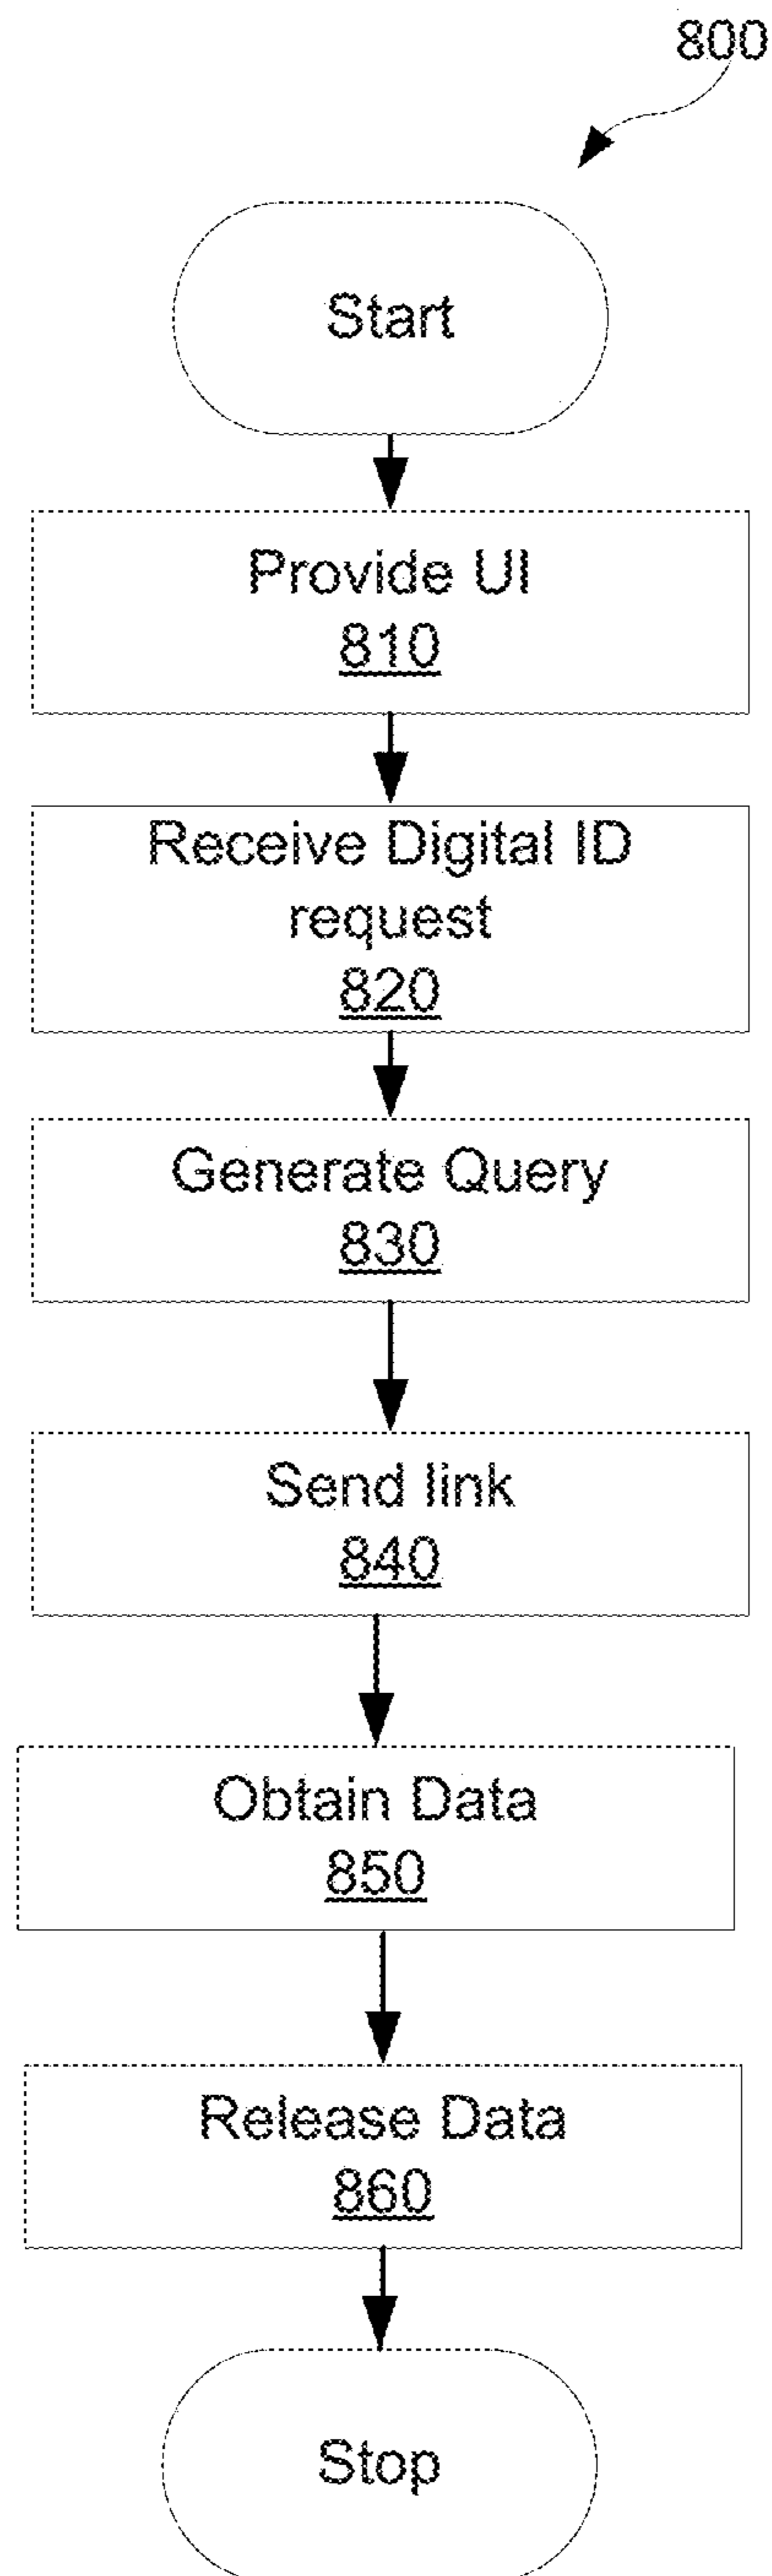 800
Start
Provide UI
810
Receive Digital ID
request
820
Generate Query
830
Send link
840
Obtain Data
850
Release Data
860
Stop